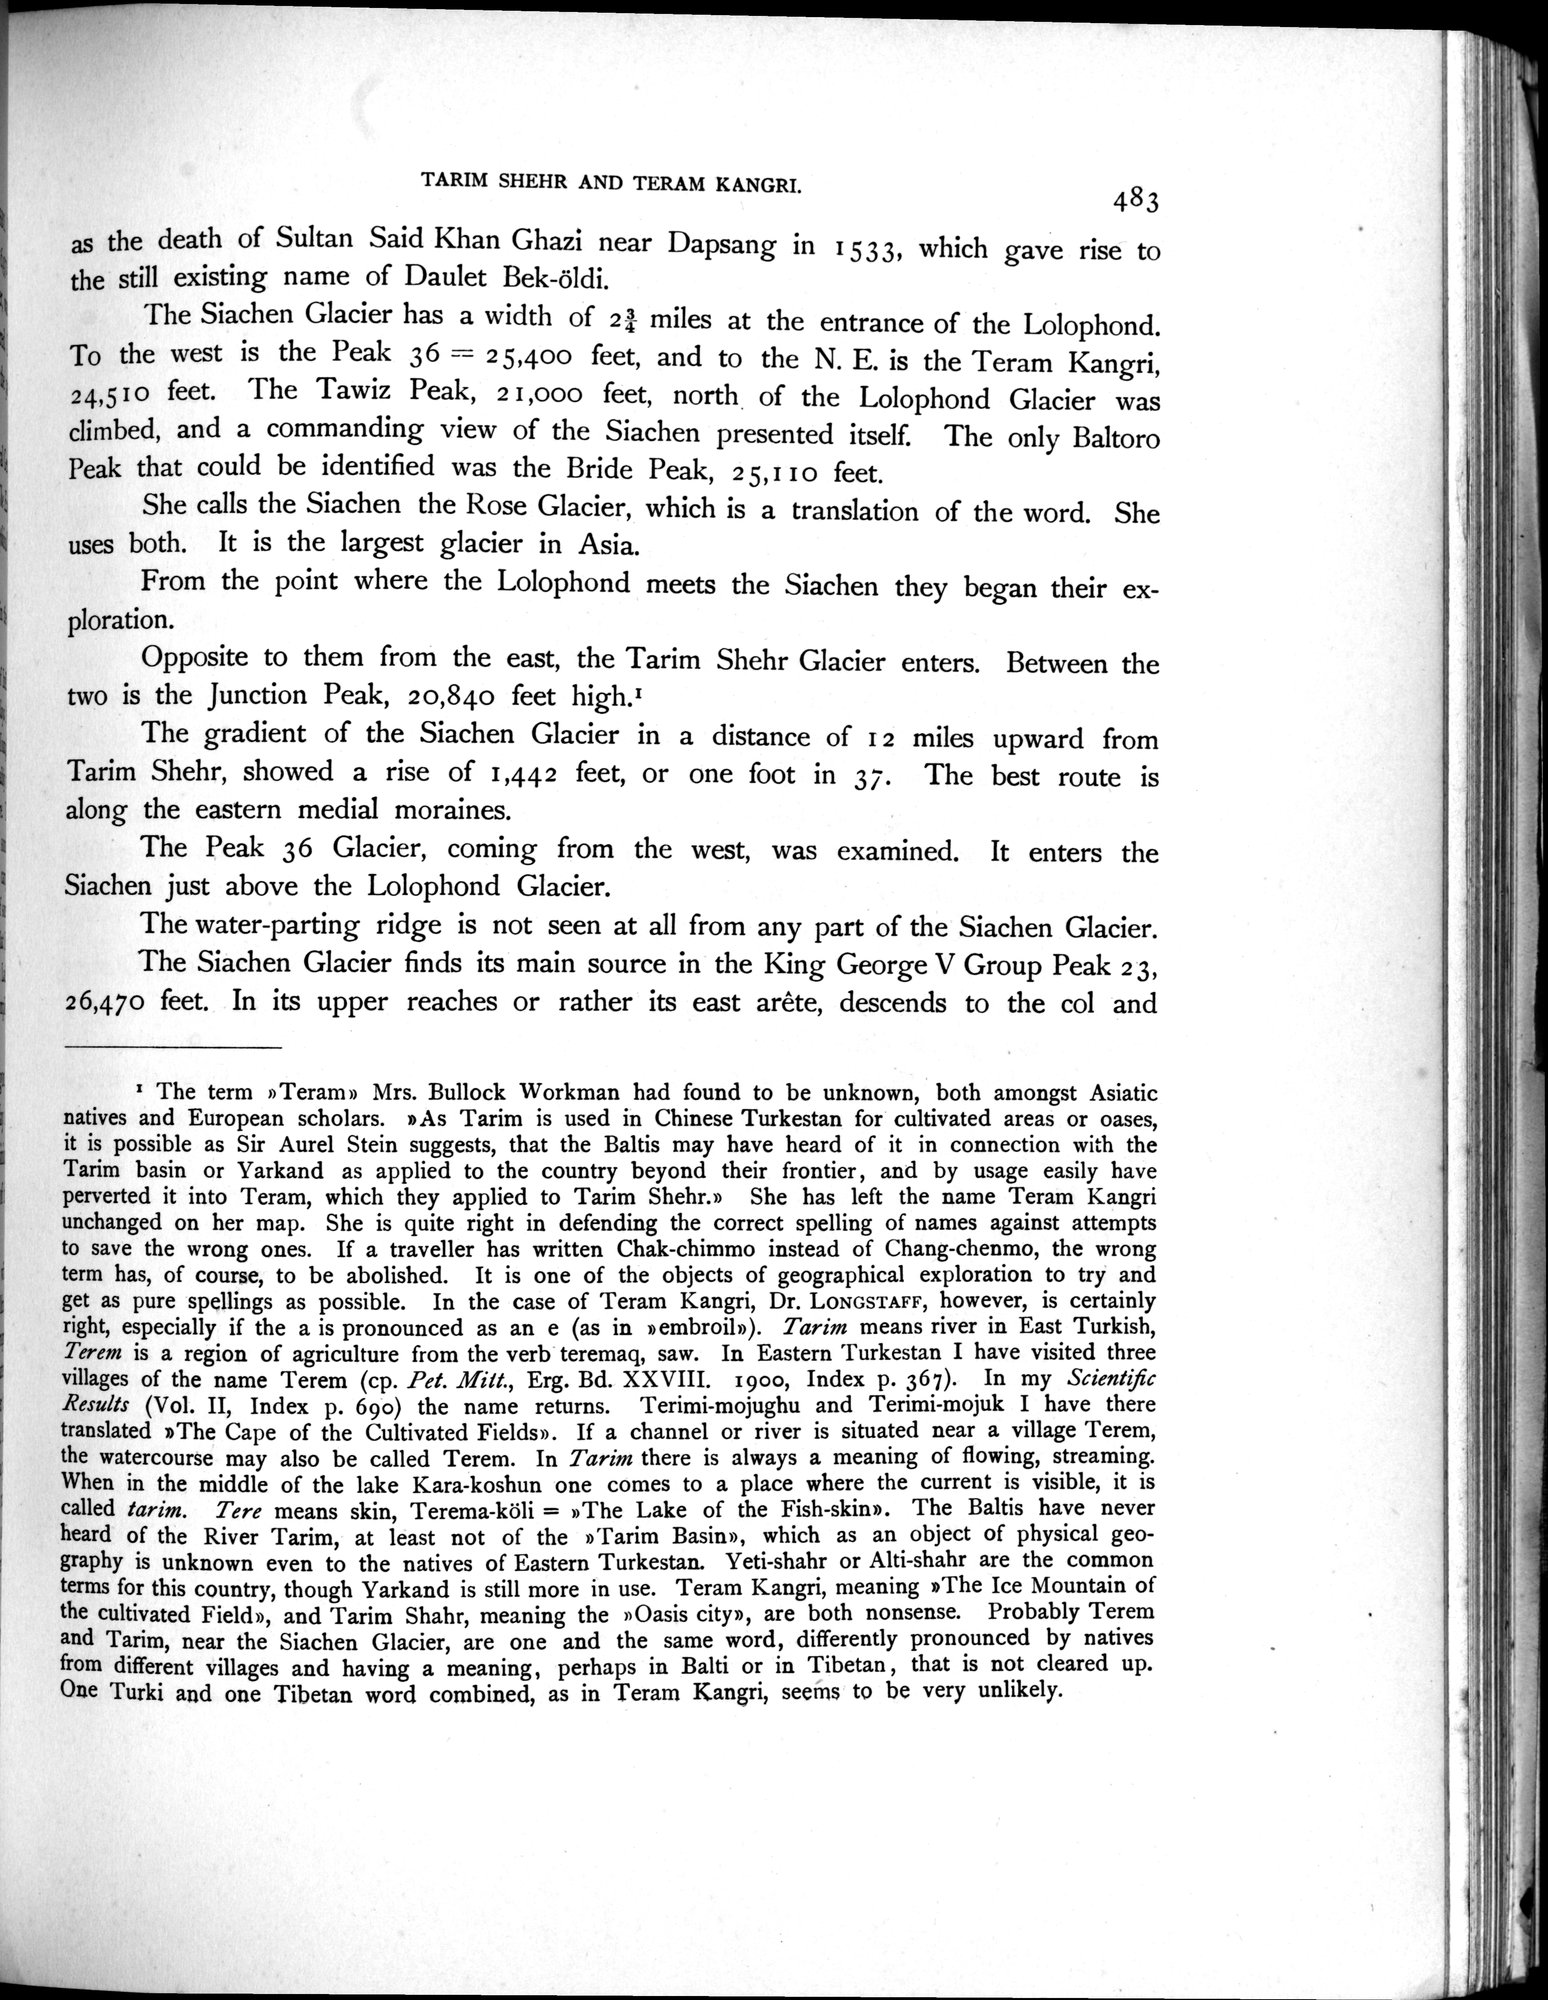 TARIM SHEHR AND TERAM KANGRI.
483
as the death of Sultan Said Khan Ghazi near Dapsang in 1533, which gave rise to
the still existing name of Daulet Bek-öldi.
The Siachen Glacier has a width of 2¾ miles at the entrance of the Lolophond.
To the west is the Peak 36 = 25,400 feet, and to the N. E. is the Teram Kangri,
24,510 feet. The Tawiz Peak, 21,000 feet, north of the Lolophond Glacier was
climbed, and a commanding view of the Siachen presented itself. The only Baltoro
Peak that could be identified was the Bride Peak, 25,110 feet.
She calls the Siachen the Rose Glacier, which is a translation of the word. She
uses both. It is the largest glacier in Asia.
From the point where the Lolophond meets the Siachen they began their ex-
ploration.
Opposite to them from the east, the Tarim Shehr Glacier enters. Between the
two is the Junction Peak, 20,840 feet high.¹
The gradient of the Siachen Glacier in a distance of 12 miles upward from
Tarim Shehr, showed a rise of 1,442 feet, or one foot in 37. The best route is
along the eastern medial moraines.
The Peak 36 Glacier, coming from the west, was examined. It enters the
Siachen just above the Lolophond Glacier.
The water-parting ridge is not seen at all from any part of the Siachen Glacier.
The Siachen Glacier finds its main source in the King George V Group Peak 23,
26,470 feet. In its upper reaches or rather its east arête, descends to the col and
¹ The term »Teram» Mrs. Bullock Workman had found to be unknown, both amongst Asiatic
natives and European scholars. »As Tarim is used in Chinese Turkestan for cultivated areas or oases,
it is possible as Sir Aurel Stein suggests, that the Baltis may have heard of it in connection with the
Tarim basin or Yarkand as applied to the country beyond their frontier, and by usage easily have
perverted it into Teram, which they applied to Tarim Shehr.» She has left the name Teram Kangri
unchanged on her map. She is quite right in defending the correct spelling of names against attempts
to save the wrong ones. If a traveller has written Chak-chimmo instead of Chang-chenmo, the wrong
term has, of course, to be abolished. It is one of the objects of geographical exploration to try and
get as pure spellings as possible. In the case of Teram Kangri, Dr. LONGSTAFF, however, is certainly
right, especially if the a is pronounced as an e (as in »embroil»). Tarim means river in East Turkish,
Terem is a region of agriculture from the verb teremaq, saw. In Eastern Turkestan I have visited three
villages of the name Terem (cp. Pet. Mitt., Erg. Bd. XXVIII. 1900, Index p. 367). In my Scientific
Results (Vol. II, Index p. 690) the name returns. Terimi-mojughu and Terimi-mojuk I have there
translated »The Cape of the Cultivated Fields». If a channel or river is situated near a village Terem,
the watercourse may also be called Terem. In Tarim there is always a meaning of flowing, streaming.
When in the middle of the lake Kara-koshun one comes to a place where the current is visible, it is
called tarim. Tere means skin, Terema-köli = »The Lake of the Fish-skin». The Baltis have never
heard of the River Tarim, at least not of the »Tarim Basin», which as an object of physical geo-
graphy is unknown even to the natives of Eastern Turkestan. Yeti-shahr or Alti-shahr are the common
terms for this country, though Yarkand is still more in use. Teram Kangri, meaning »The Ice Mountain of
the cultivated Field», and Tarim Shahr, meaning the »Oasis city», are both nonsense. Probably Terem
and Tarim, near the Siachen Glacier, are one and the same word, differently pronounced by natives
from different villages and having a meaning, perhaps in Balti or in Tibetan, that is not cleared up.
One Turki and one Tibetan word combined, as in Teram Kangri, seems to be very unlikely.